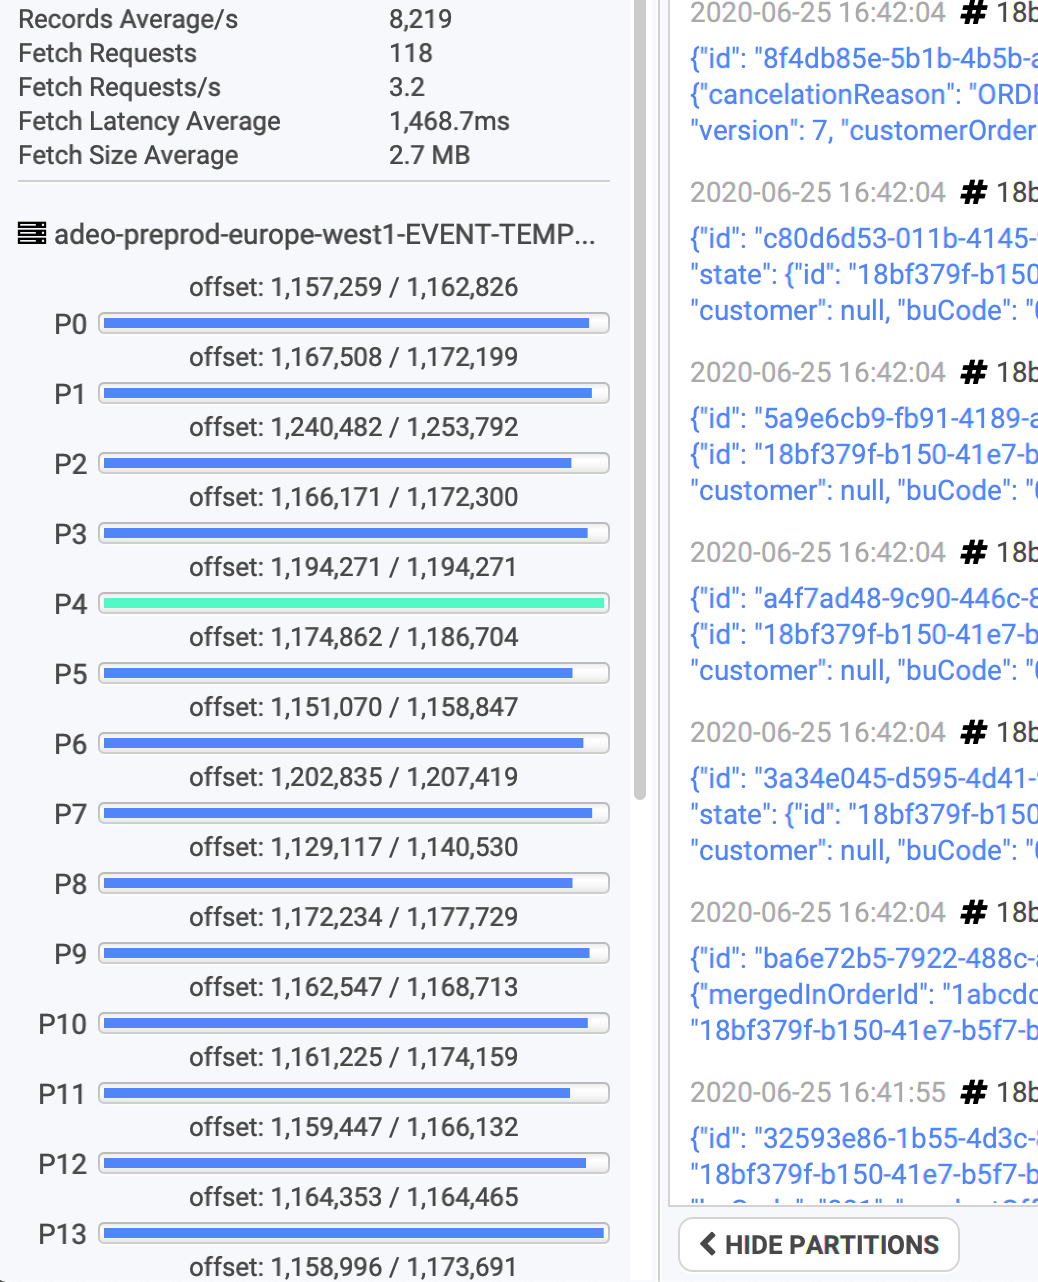 Records Average/s 8,219
Fetch Requests 118
Fetch Requests/s 3.2
Fetch Latency Average 1,468.7ms
Fetch Size Average 2.7 MB
adeo-preprod-europe-west1-EVENT-TEMP...
offset: 1,157,259 / 1,162,826
P0
offset: 1,167,508 / 1,172,199
P1
offset: 1,240,482 / 1,253,792
P2
offset: 1,166,171 / 1,172,300
P3
offset: 1,194,271 / 1,194,271
P4
offset: 1,174,862 / 1,186,704
P5
offset: 1,151,070 / 1,158,847
P6
offset: 1,202,835 / 1,207,419
P7
offset: 1,129,117 / 1,140,530
P8
offset: 1,172,234 / 1,177,729
P9
offset: 1,162,547 / 1,168,713
P10
offset: 1,161,225 / 1,174,159
P11
offset: 1,159,447 / 1,166,132
P12
offset: 1,164,353 / 1,164,465
P13
offset: 1,158,996 / 1,173,691
2020-06-25 16:42:04 # 18b
{"id": "8f4db85e-5b1b-4b5b-a
{"cancelationReason": "ORDE
"version": 7, "customerOrder
2020-06-25 16:42:04 # 18b
{"id": "c80d6d53-011b-4145-
"state": {"id": "18bf379f-b150
"customer": null, "buCode": "0
2020-06-25 16:42:04 # 18b
{"id": "5a9e6cb9-fb91-4189-a
{"id": "18bf379f-b150-41e7-b
"customer": null, "buCode": "0
2020-06-25 16:42:04 # 18b
{"id": "a4f7ad48-9c90-446c-8
{"id": "18bf379f-b150-41e7-b
"customer": null, "buCode": "0
2020-06-25 16:42:04 # 18b
{"id": "3a34e045-d595-4d41-
"state": {"id": "18bf379f-b150
"customer": null, "buCode": "0
2020-06-25 16:42:04 # 18b
{"id": "ba6e72b5-7922-488c-a
{"mergedInOrderId": "1abcdc
"18bf379f-b150-41e7-b5f7-b
2020-06-25 16:41:55 # 18b
{"id": "32593e86-1b55-4d3c-8
"18bf379f-b150-41e7-b5f7-b
HIDE PARTITIONS